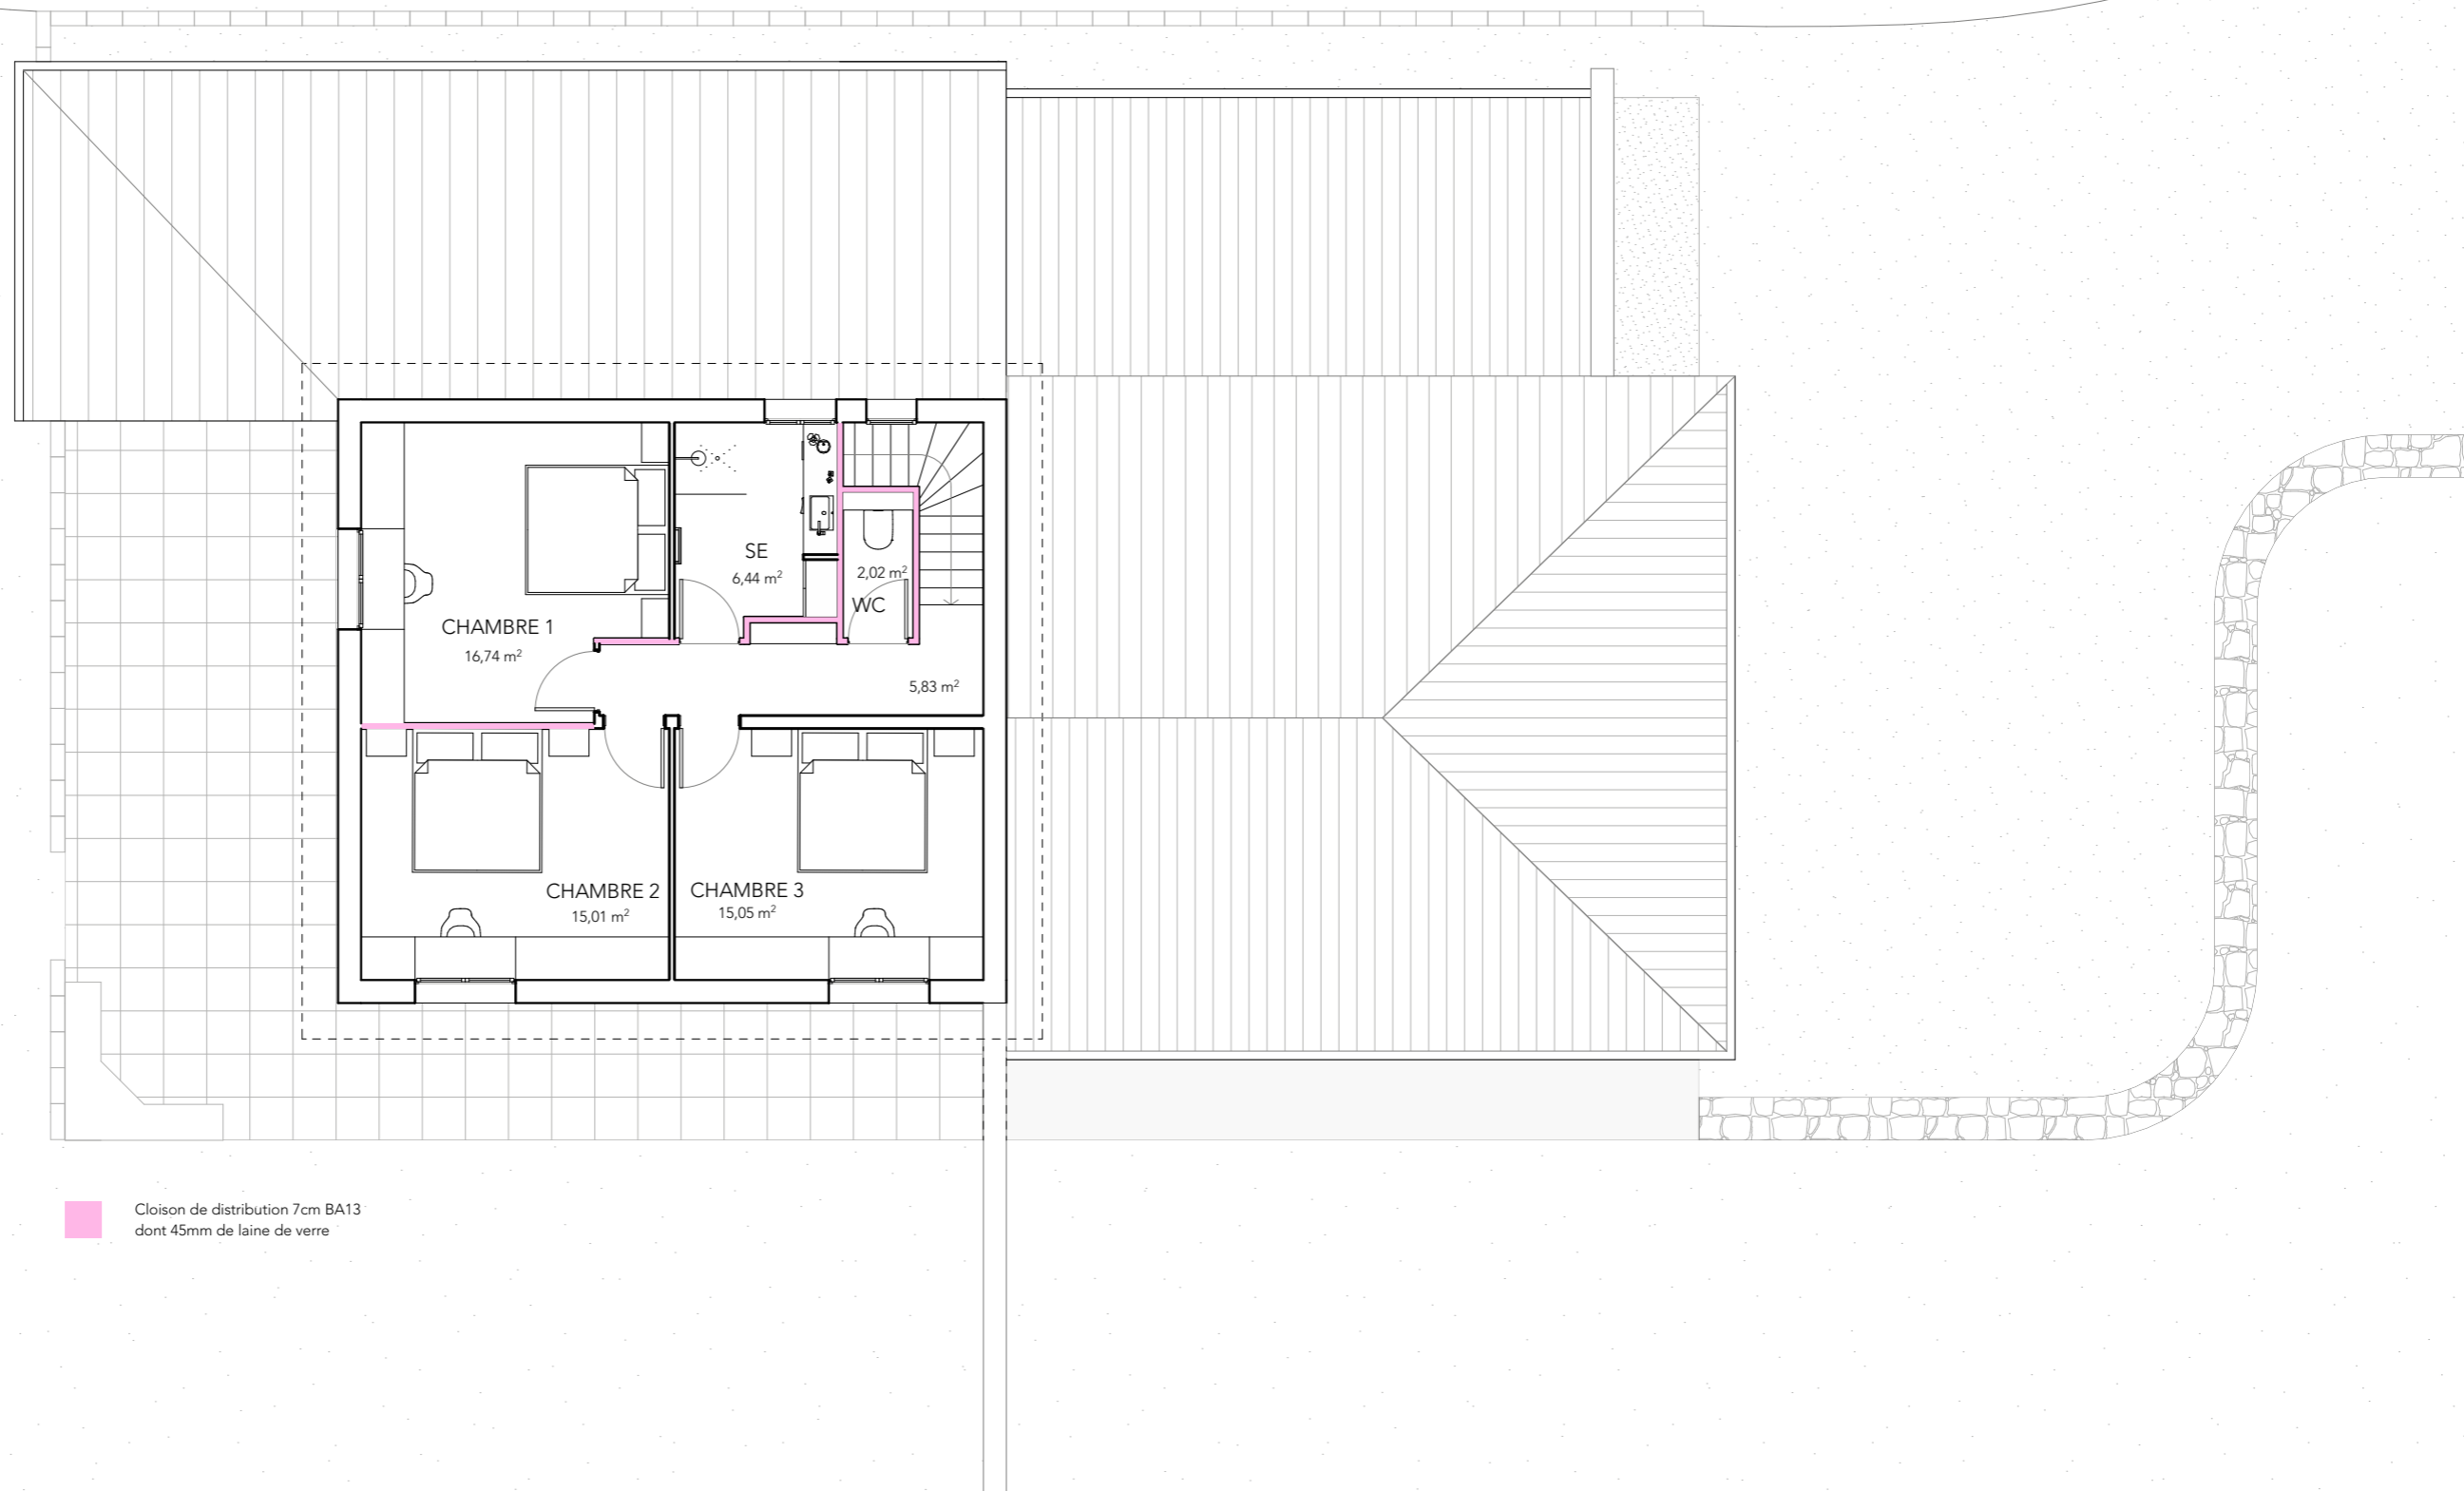 SE
6,44 m²
2,02 m²
WC
CHAMBRE 1
16,74 m²
5,83 m²
CHAMBRE 2
15,01 m²
CHAMBRE 3
15,05 m²
Cloison de distribution 7cm BA13
dont 45mm de laine de verre